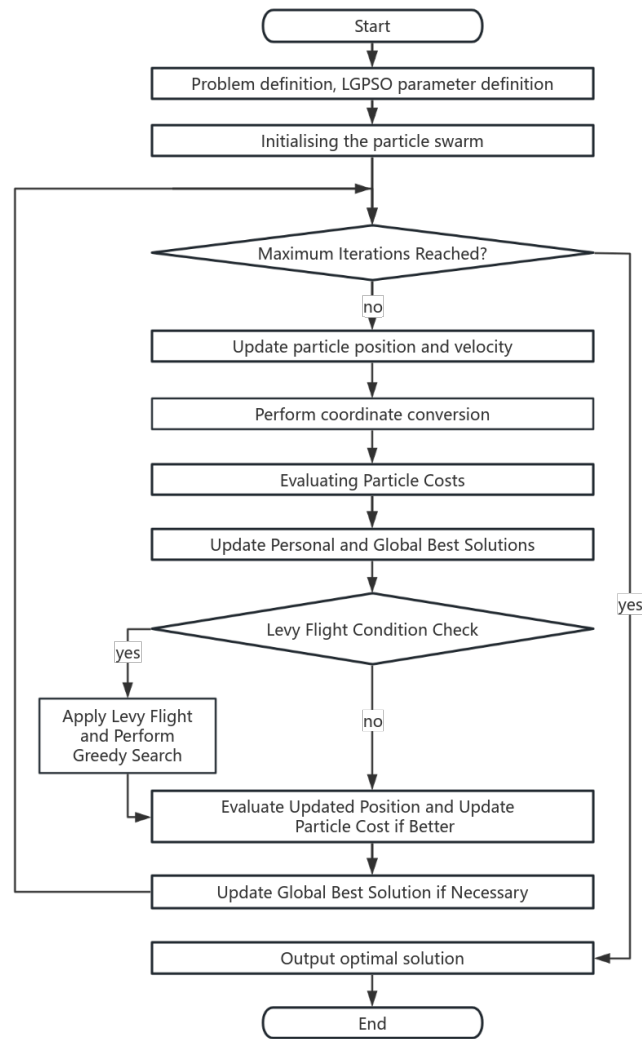 Start
Problem definition, LGPSO parameter definition
Initialising the particle swarm
Maximum Iterations Reached?
no
Update particle position and velocity
Perform coordinate conversion
Evaluating Particle Costs
Update Personal and Global Best Solutions
yes
Levy Flight Condition Check
yes
Apply Levy Flight
and Perform
Greedy Search
no
Evaluate Updated Position and Update
Particle Cost if Better
Update Global Best Solution if Necessary
Output optimal solution
End